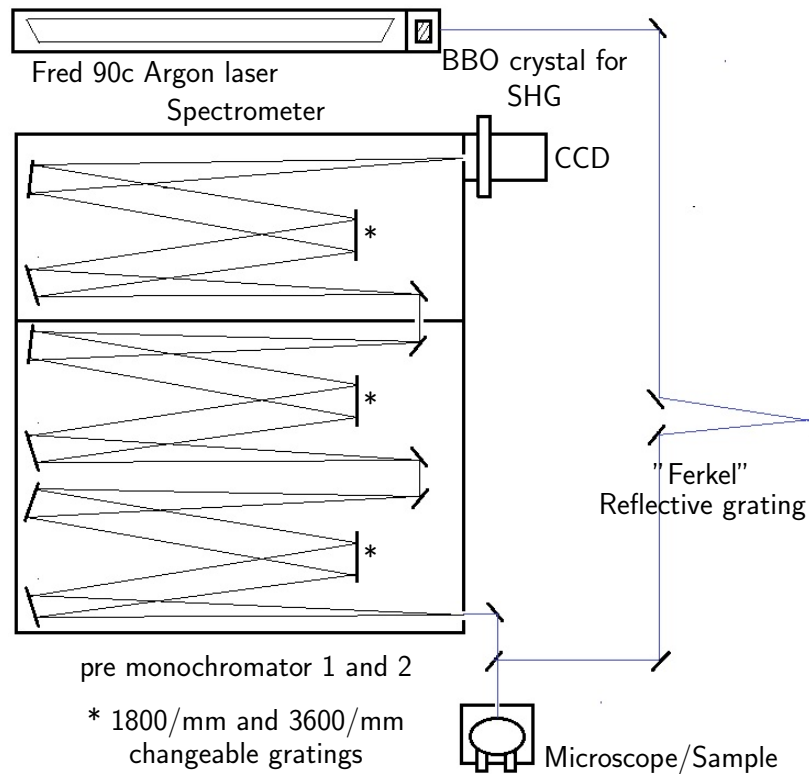 Fred 90c Argon laser
BBO crystal for
SHG
Spectrometer
CCD
*
*
"Ferkel"
Reflective grating
*
pre monochromator 1 and 2
* 1800/mm and 3600/mm
changeable gratings
Microscope/Sample